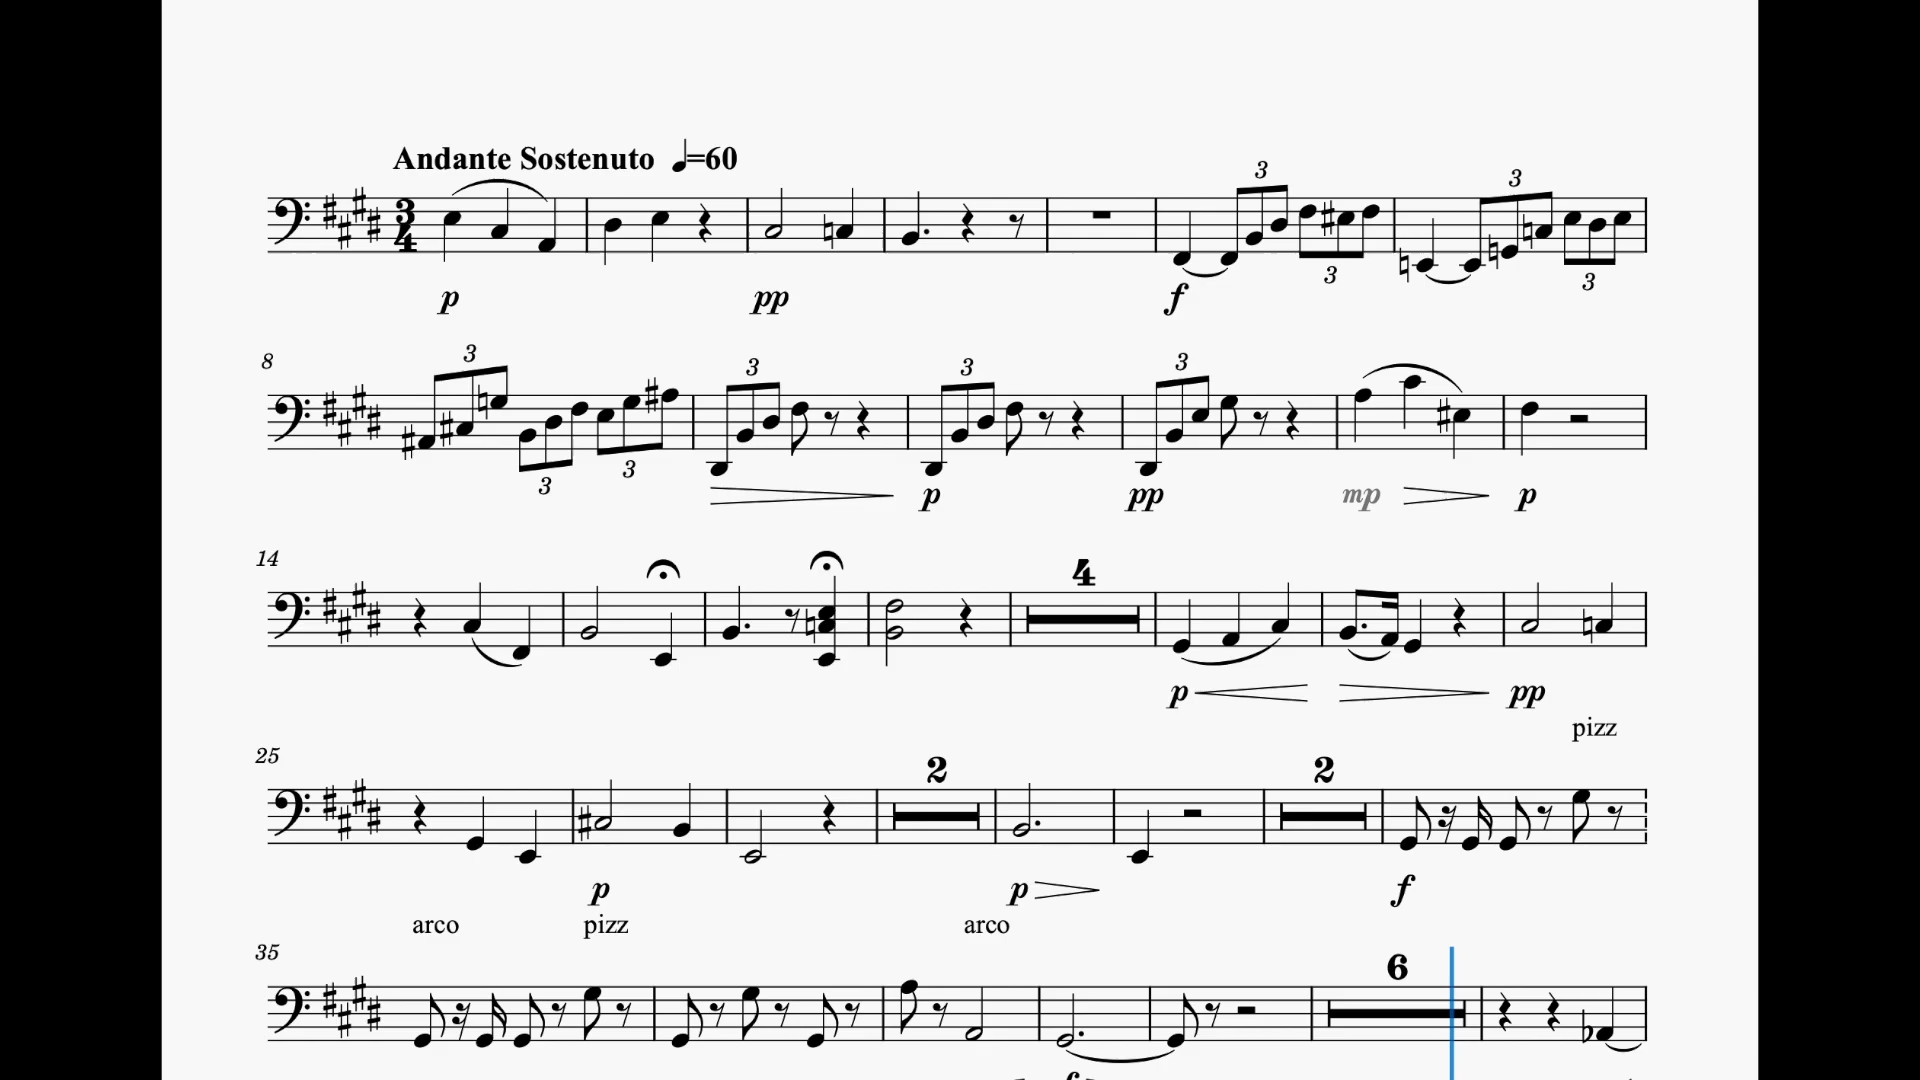 Andante Sostenuto ♩=60
3
3 3
4 3 3
p pp f
8 3 3 3 3
3 3
p pp mp p
14 4
p pp
pizz
25 2 2
p p f
arco pizz arco
35 6
f